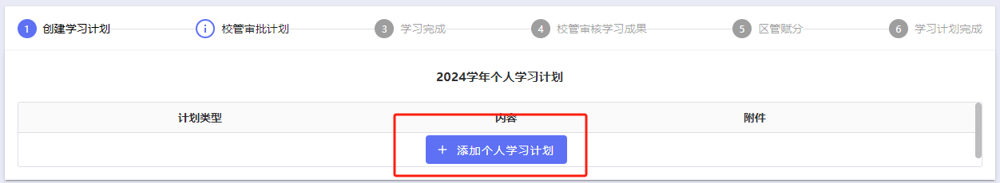 1 创建学习计划 校管审批计划 3 学习完成 4 校管审核学习成果 5 区管赋分 6 学习计划完成
2024学年个人学习计划
计划类型 内容 附件
+ 添加个人学习计划